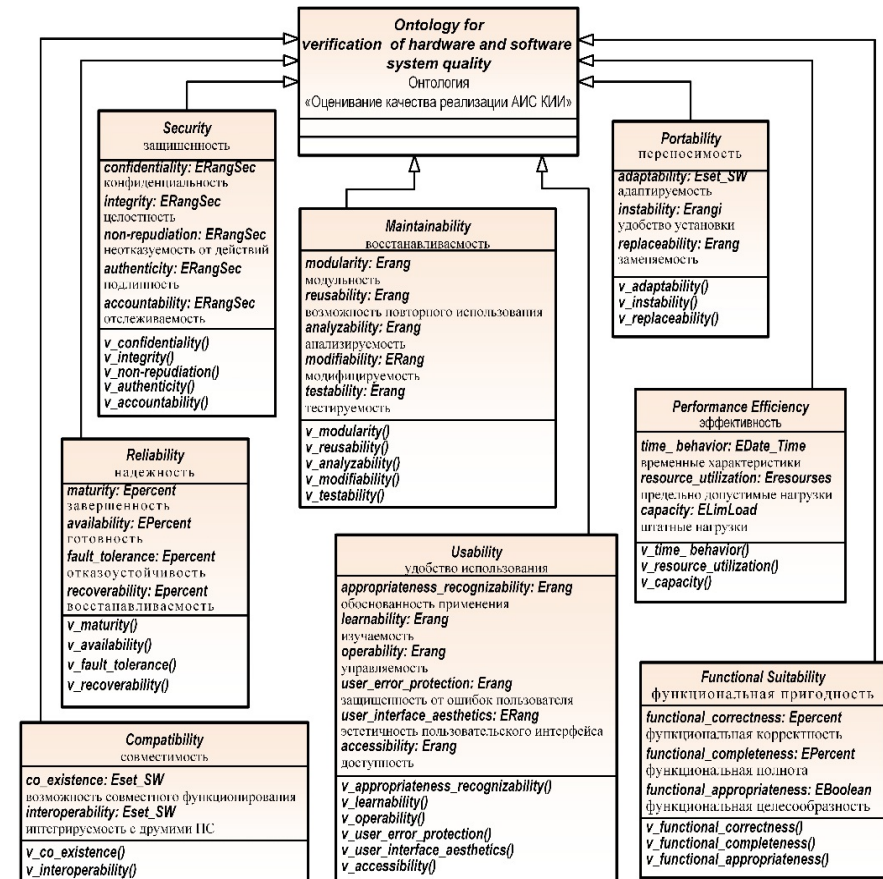 Ontology for
verification of hardware and software
system quality
Онтология
«Оценивание качества реализации АИС КИИ»
Security
защищенность
confidentiality: ERangSec
конфиденциальность
integrity: ERangSec
целостность
non-repudiation: ERangSec
неотказуемость от действий
authenticity: ERangSec
подлинность
accountability: ERangSec
отслеживаемость
v_confidentiality()
v_integrity()
v_non-repudiation()
v_authenticity()
v_accountability()
Maintainability
восстанавливаемость
modularity: Erang
модульность
reusability: Erang
возможность повторного использования
analyzability: Erang
анализируемость
modifiability: ERang
модифицируемость
testability: Erang
тестируемость
v_modularity()
v_reusability()
v_analyzability()
v_modifiability()
v_testability()
Portability
переносимость
adaptability: Eset_SW
адаптируемость
instability: Erangi
удобство установки
replaceability: Erang
заменяемость
v_adaptability()
v_instability()
v_replaceability()
Reliability
надежность
maturity: Epercent
завершенность
availability: EPercent
готовность
fault_tolerance: Epercent
отказоустойчивость
recoverability: Epercent
восстанавливаемость
v_maturity()
v_availability()
v_fault_tolerance()
v_recoverability()
Performance Efficiency
эффективность
time_ behavior: EDate_Time
временные характеристики
resource_utilization: Eresourses
предельно допустимые нагрузки
capacity: ELimLoad
штатные нагрузки
v_time_ behavior()
v_resource_utilization()
v_capacity()
Usability
удобство использования
appropriateness_recognizability: Erang
обоснованность применения
learnability: Erang
изучаемость
operability: Erang
управляемость
user_error_protection: Erang
защищенность от ошибок пользователя
user_interface_aesthetics: ERang
эстетичность пользовательского интерфейса
accessibility: Erang
доступность
v_appropriateness_recognizability()
v_learnability()
v_operability()
v_user_error_protection()
v_user_interface_aesthetics()
v_accessibility()
Functional Suitability
функциональная пригодность
functional_correctness: Epercent
функциональная корректность
functional_completeness: EPercent
функциональная полнота
functional_appropriateness: EBoolean
функциональная целесообразность
v_functional_correctness()
v_functional_completeness()
v_functional_appropriateness()
Compatibility
совместимость
co_existence: Eset_SW
возможность совместного функционирования
interoperability: Eset_SW
интегрируемость с друмими ПС
v_co_existence()
v_interoperability()